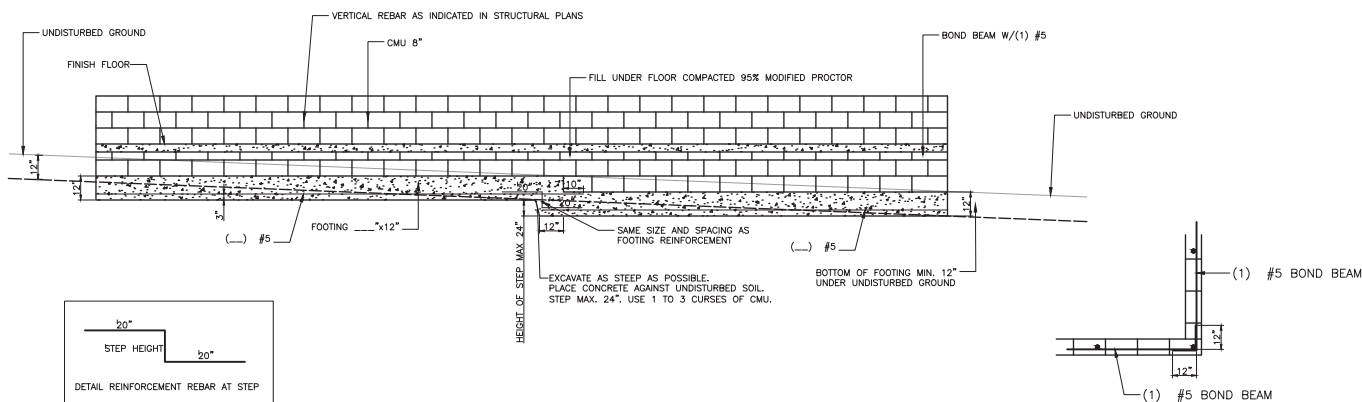 VERTICAL REBAR AS INDICATED IN STRUCTURAL PLANS
UNDISTURBED GROUND
CMU 8"
BOND BEAM W/(1) #5
FINISH FLOOR
FILL UNDER FLOOR COMPACTED 95% MODIFIED PROCTOR
UNDISTURBED GROUND
12"
12"
3"
20"
10"
20"
12"
12"
(__) #5
FOOTING ___"x12"
HEIGHT OF STEP MAX 24"
SAME SIZE AND SPACING AS
FOOTING REINFORCEMENT
(__) #5
BOTTOM OF FOOTING MIN. 12"
UNDER UNDISTURBED GROUND
EXCAVATE AS STEEP AS POSSIBLE.
PLACE CONCRETE AGAINST UNDISTURBED SOIL.
STEP MAX. 24". USE 1 TO 3 CURSES OF CMU.
20"
STEP HEIGHT
20"
DETAIL REINFORCEMENT REBAR AT STEP
(1) #5 BOND BEAM
12"
12"
(1) #5 BOND BEAM